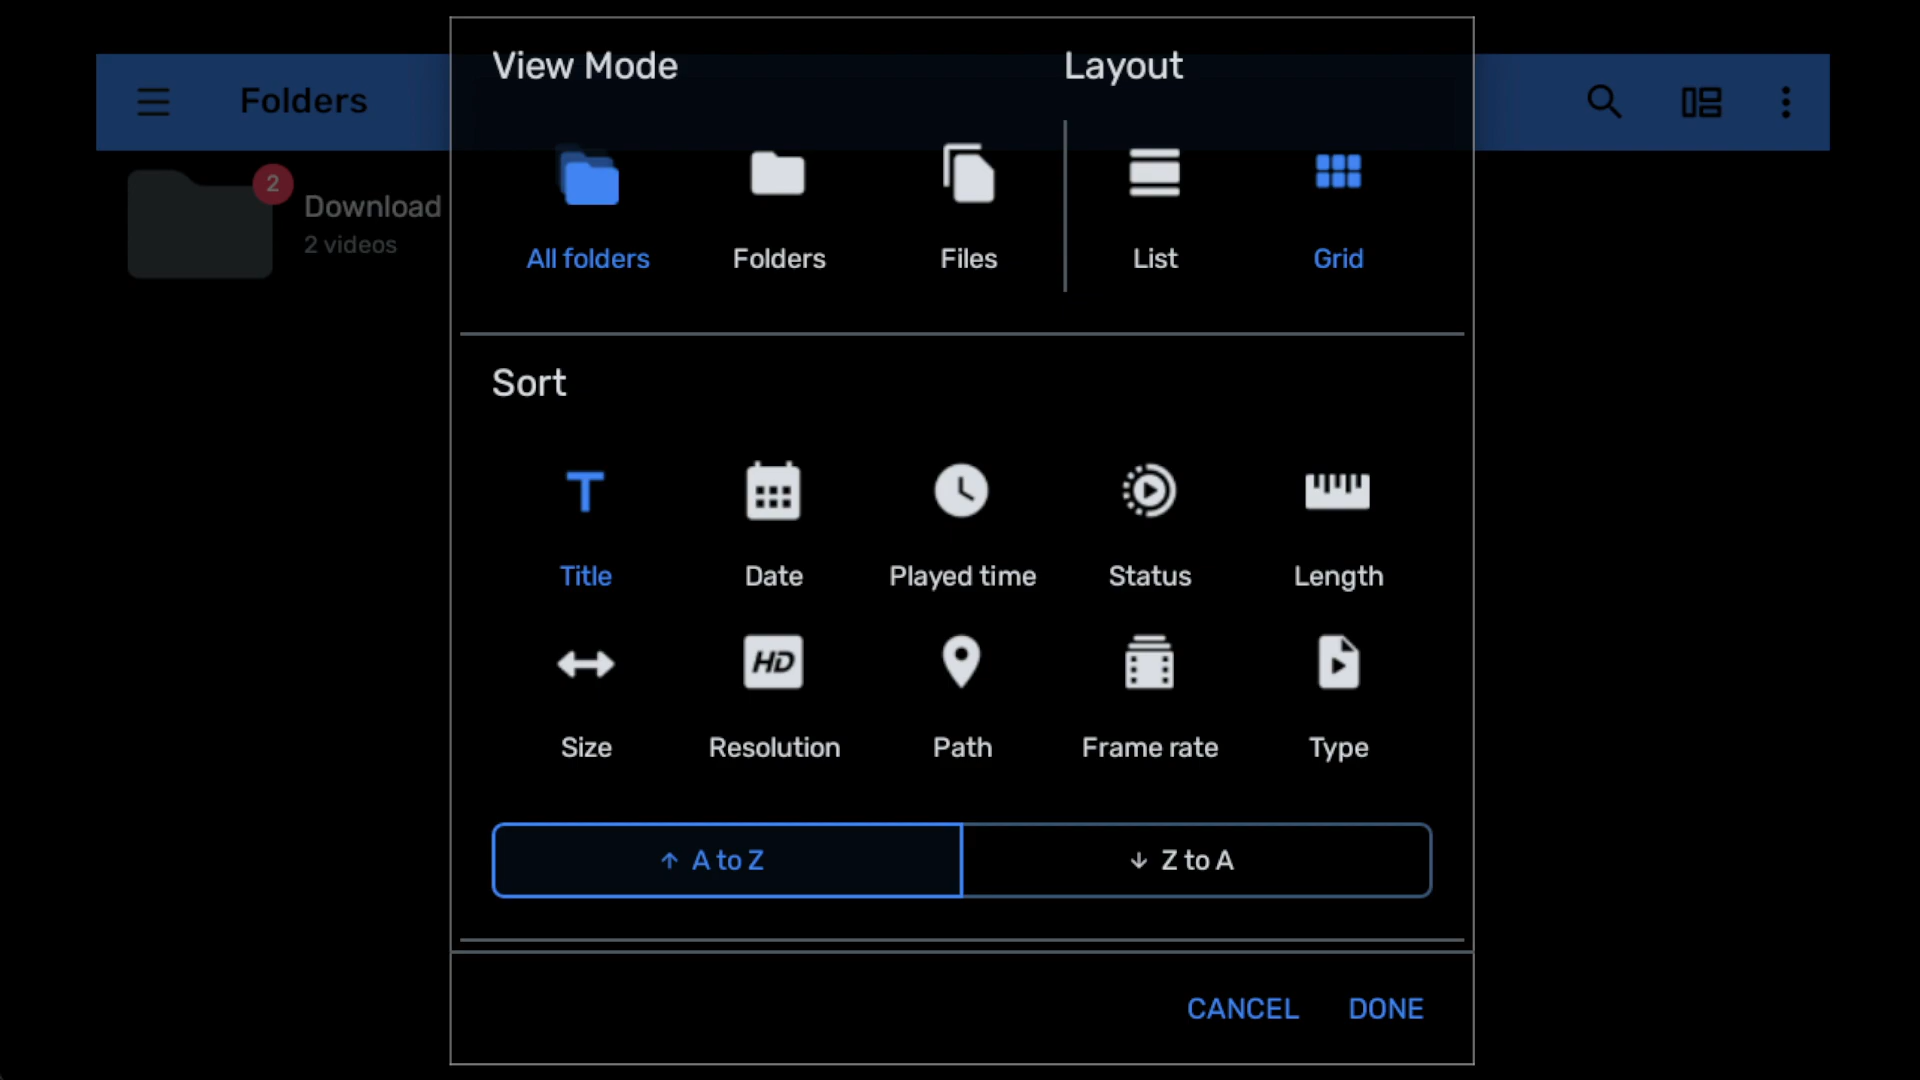 View Mode
Layout
Folders
2
Download
2 videos
All folders
Folders
Files
List
Grid
Sort
T
Title
Date
Played time
Status
Length
HD
Size
Resolution
Path
Frame rate
Type
↑ A to Z
↓ Z to A
CANCEL
DONE